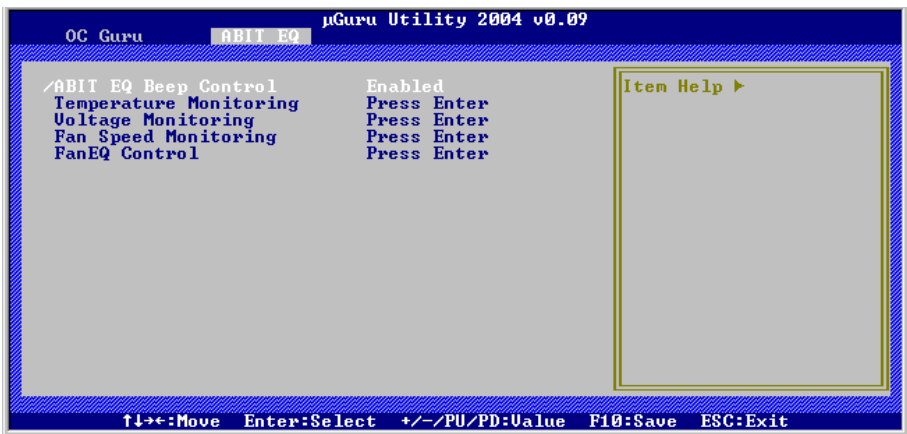 µGuru Utility 2004 v0.09
OC Guru ABIT EQ
/ABIT EQ Beep Control Enabled
Temperature Monitoring Press Enter
Voltage Monitoring Press Enter
Fan Speed Monitoring Press Enter
FanEQ Control Press Enter
Item Help ►
↑↓→←:Move Enter:Select +/-/PU/PD:Value F10:Save ESC:Exit